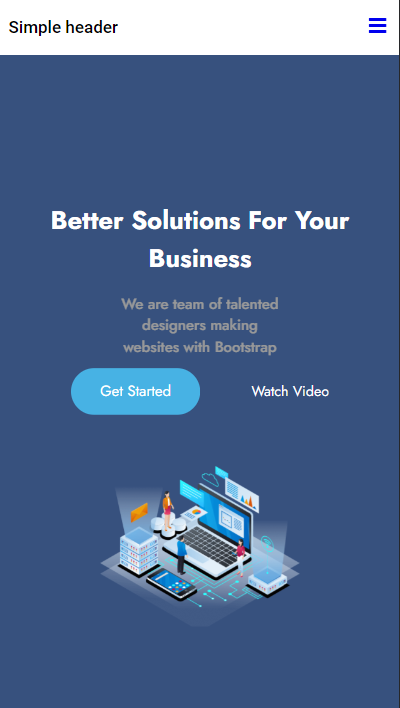 Simple header
Better Solutions For Your
Business
We are team of talented
designers making
websites with Bootstrap
Get Started
Watch Video